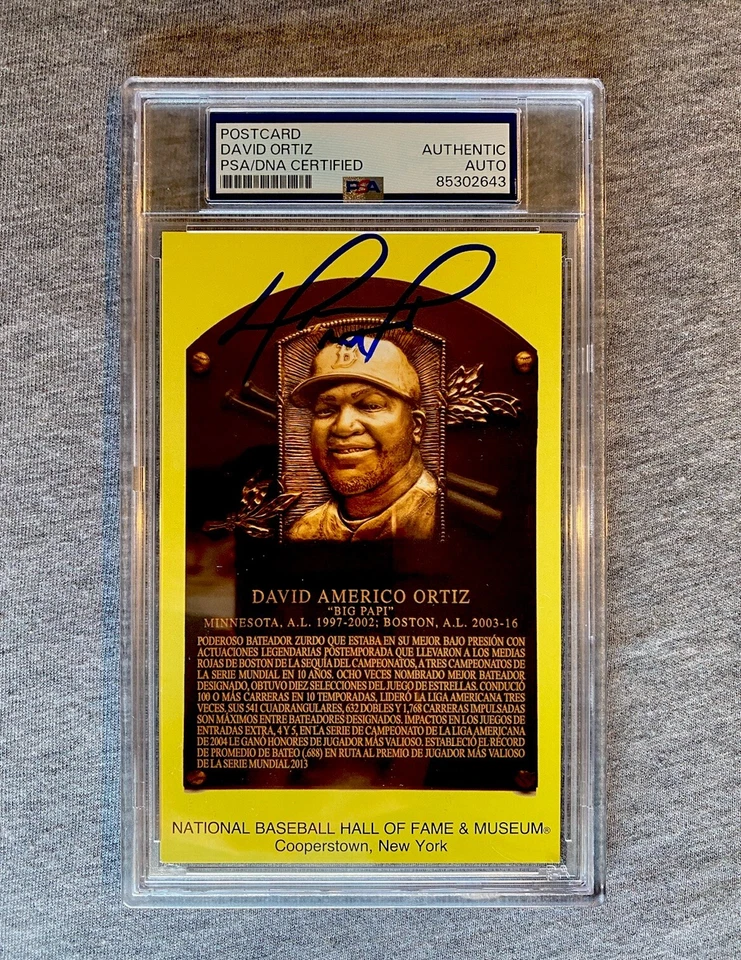 POSTCARD
DAVID ORTIZ
PSA/DNA CERTIFIED
AUTHENTIC
AUTO
85302643
PSA
B
DAVID AMERICO ORTIZ
"BIG PAPI"
MINNESOTA, A.L. 1997-2002; BOSTON, A.L. 2003-16
PODEROSO BATEADOR ZURDO QUE ESTABA EN SU MEJOR BAJO PRESIÓN CON
ACTUACIONES LEGENDARIAS POSTEMPORADA QUE LLEVARON A LOS MEDIAS
ROJAS DE BOSTON DE LA SEQUÍA DEL CAMPEONATOS, A TRES CAMPEONATOS DE
LA SERIE MUNDIAL EN 10 AÑOS. OCHO VECES NOMBRADO MEJOR BATEADOR
DESIGNADO, OBTUVO DIEZ SELECCIONES DEL JUEGO DE ESTRELLAS. CONDUCIÓ
100 O MÁS CARRERAS EN 10 TEMPORADAS, LIDERÓ LA LIGA AMERICANA TRES
VECES. SUS 541 CUADRANGULARES, 632 DOBLES Y 1,768 CARRERAS IMPULSADAS
SON MÁXIMOS ENTRE BATEADORES DESIGNADOS. IMPACTOS EN LOS JUEGOS DE
ENTRADAS EXTRA, 4 Y 5, EN LA SERIE DE CAMPEONATO DE LA LIGA AMERICANA
DE 2004 LE GANÓ HONORES DE JUGADOR MÁS VALIOSO. ESTABLECIÓ EL RÉCORD
DE PROMEDIO DE BATEO (.688) EN RUTA AL PREMIO DE JUGADOR MÁS VALIOSO
DE LA SERIE MUNDIAL 2013
NATIONAL BASEBALL HALL OF FAME & MUSEUM®
Cooperstown, New York